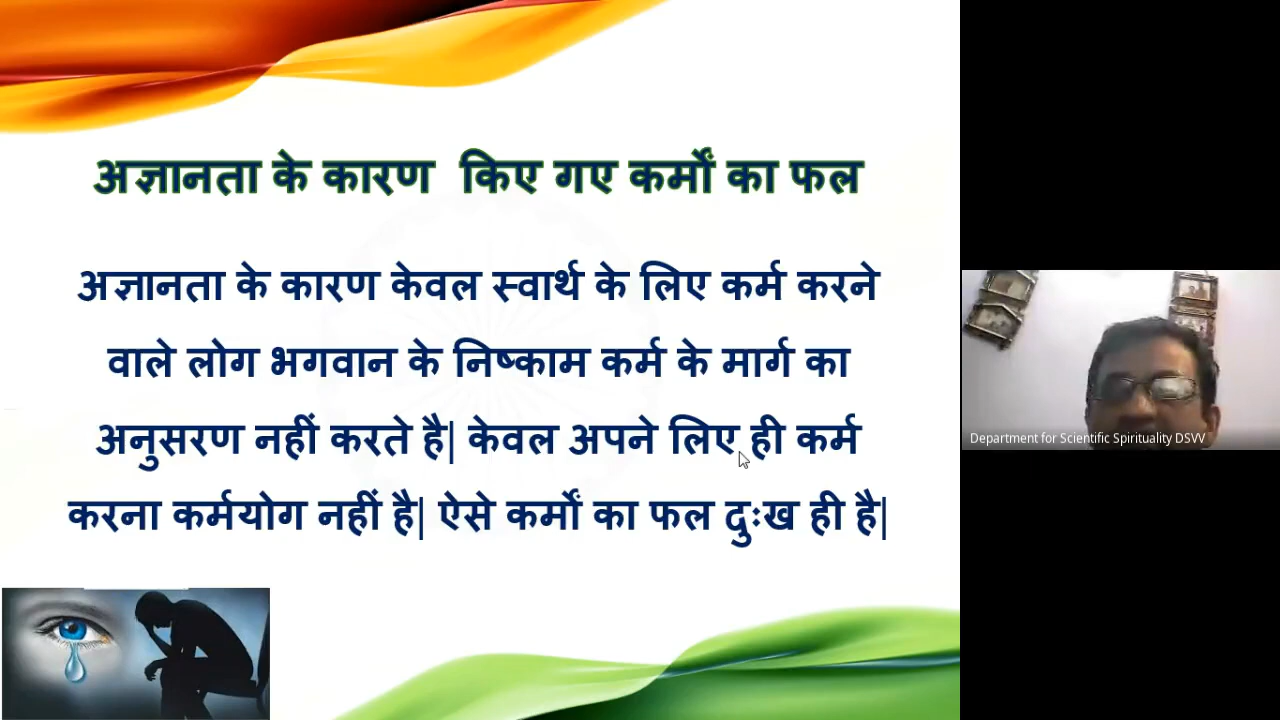 अज्ञानता के कारण किए गए कर्मों का फल
अज्ञानता के कारण केवल स्वार्थ के लिए कर्म करने
वाले लोग भगवान के निष्काम कर्म के मार्ग का
अनुसरण नहीं करते है| केवल अपने लिए ही कर्म
करना कर्मयोग नहीं है| ऐसे कर्मों का फल दुःख ही है|
Department for Scientific Spirituality DSVV